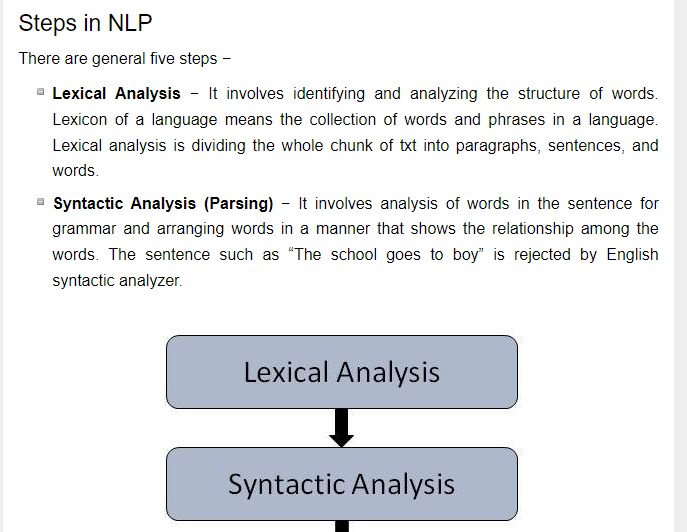 Steps in NLP
There are general five steps −
Lexical Analysis − It involves identifying and analyzing the structure of words.
Lexicon of a language means the collection of words and phrases in a language.
Lexical analysis is dividing the whole chunk of txt into paragraphs, sentences, and
words.
Syntactic Analysis (Parsing) − It involves analysis of words in the sentence for
grammar and arranging words in a manner that shows the relationship among the
words. The sentence such as “The school goes to boy” is rejected by English
syntactic analyzer.
Lexical Analysis
Syntactic Analysis